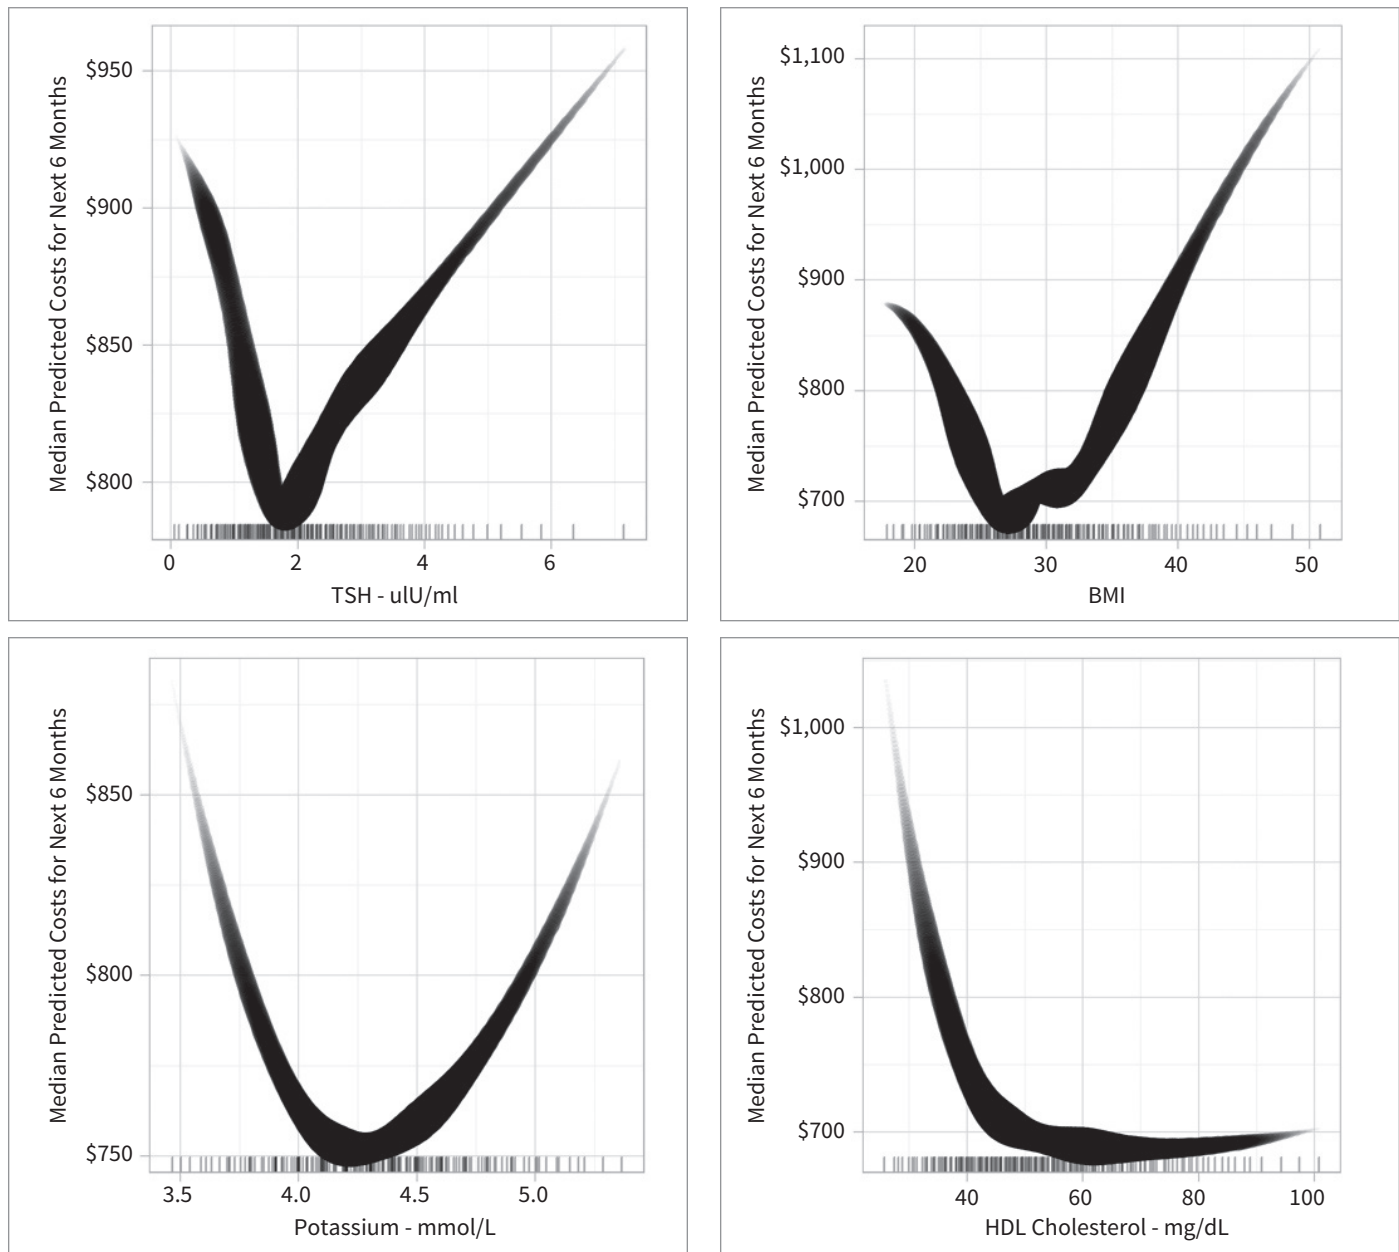 Median Predicted Costs for Next 6 Months
$950
$900
$850
$800
0 2 4 6
TSH - ulU/ml
Median Predicted Costs for Next 6 Months
$1,100
$1,000
$900
$800
$700
20 30 40 50
BMI
Median Predicted Costs for Next 6 Months
$850
$800
$750
3.5 4.0 4.5 5.0
Potassium - mmol/L
Median Predicted Costs for Next 6 Months
$1,000
$900
$800
$700
40 60 80 100
HDL Cholesterol - mg/dL